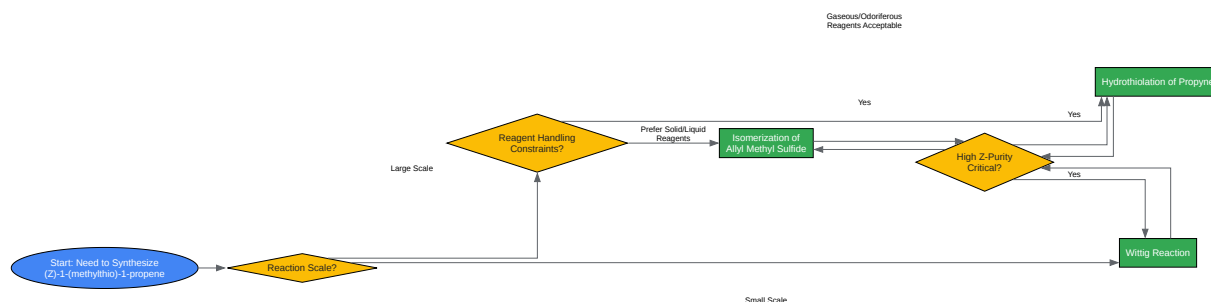 Gaseous/Odoriferous
Reagents Acceptable
Hydrothiolation of Propyne
Yes
Yes
Prefer Solid/Liquid
Reagents
Reagent Handling
Constraints?
Isomerization of
Allyl Methyl Sulfide
High Z-Purity
Critical?
Large Scale
Yes
Wittig Reaction
Start: Need to Synthesize
(Z)-1-(methylthio)-1-propene
Reaction Scale?
Small Scale